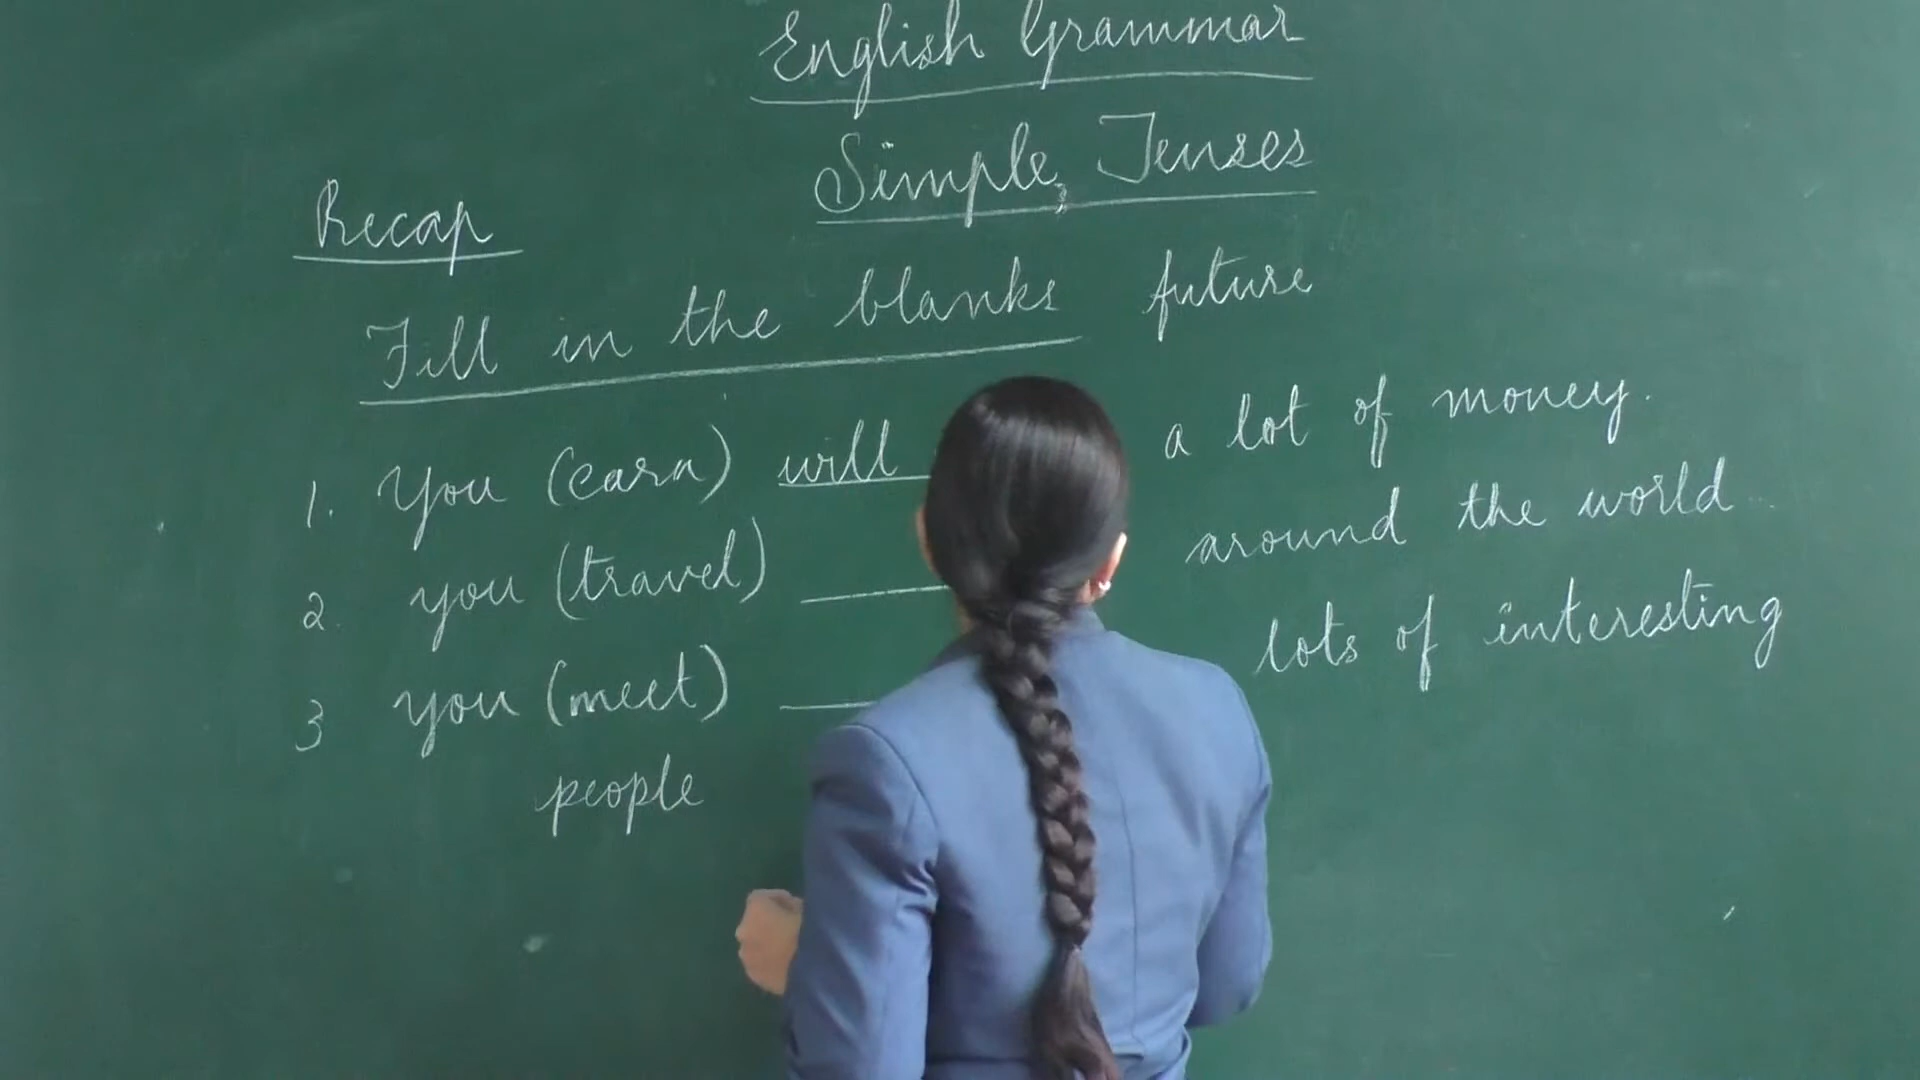 English Grammar
Simple, Tenses
Recap
Fill in the blanks future
1. You (earn) will a lot of money.
2. you (travel) ____ around the world
3 you (meet) ____ lots of interesting
people